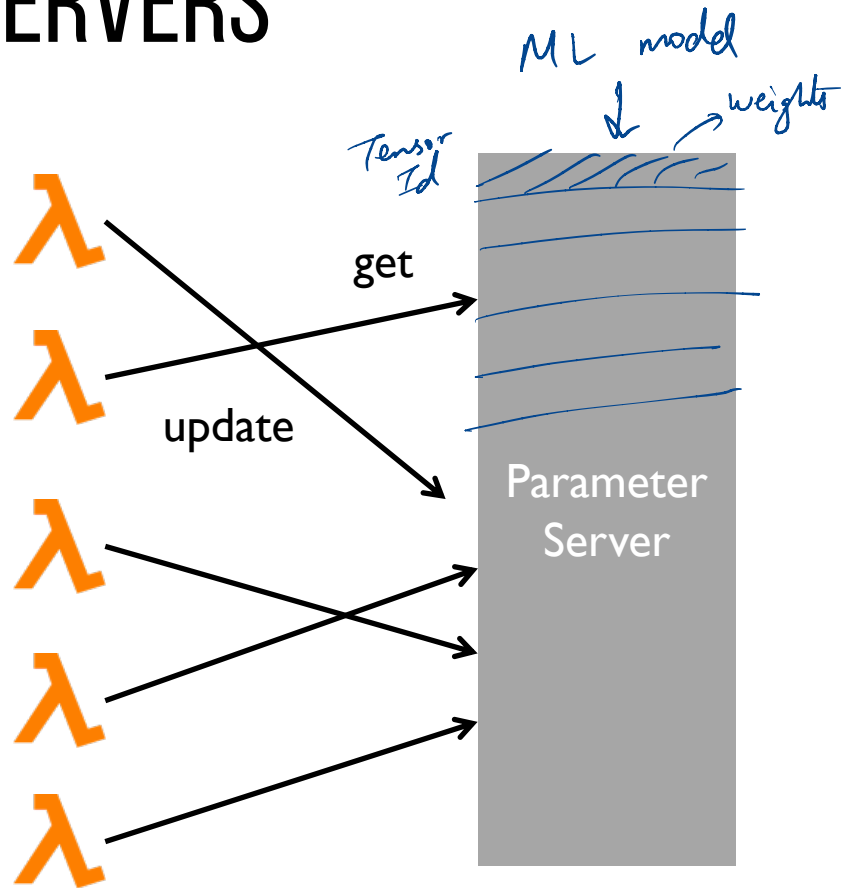 ERVERS
ML model
weights
Tensor
Id
λ
get
λ
update
Parameter
Server
λ
λ
λ